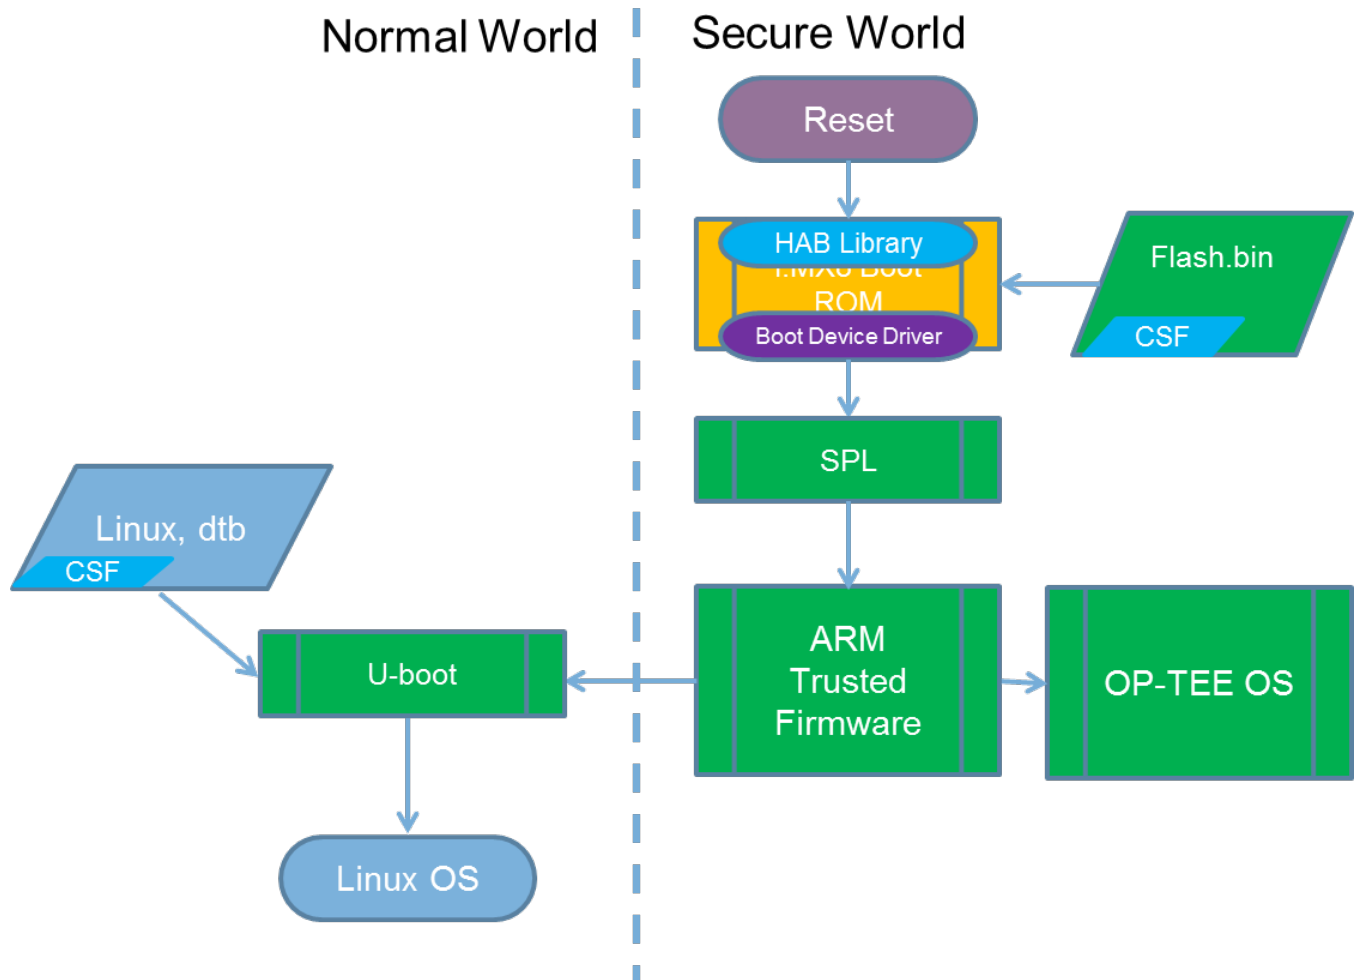 Normal World
Secure World
Reset
HAB Library
Boot
ROM
Boot Device Driver
Flash.bin
CSF
SPL
Linux, dtb
CSF
U-boot
ARM
Trusted
Firmware
OP-TEE OS
Linux OS